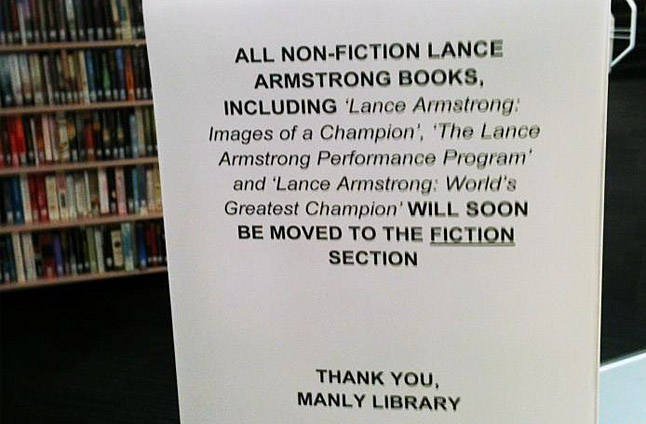 ALL NON-FICTION LANCE
ARMSTRONG BOOKS,
INCLUDING ‘Lance Armstrong:
Images of a Champion’, ‘The Lance
Armstrong Performance Program’
and ‘Lance Armstrong: World’s
Greatest Champion’ WILL SOON
BE MOVED TO THE FICTION
SECTION
THANK YOU,
MANLY LIBRARY